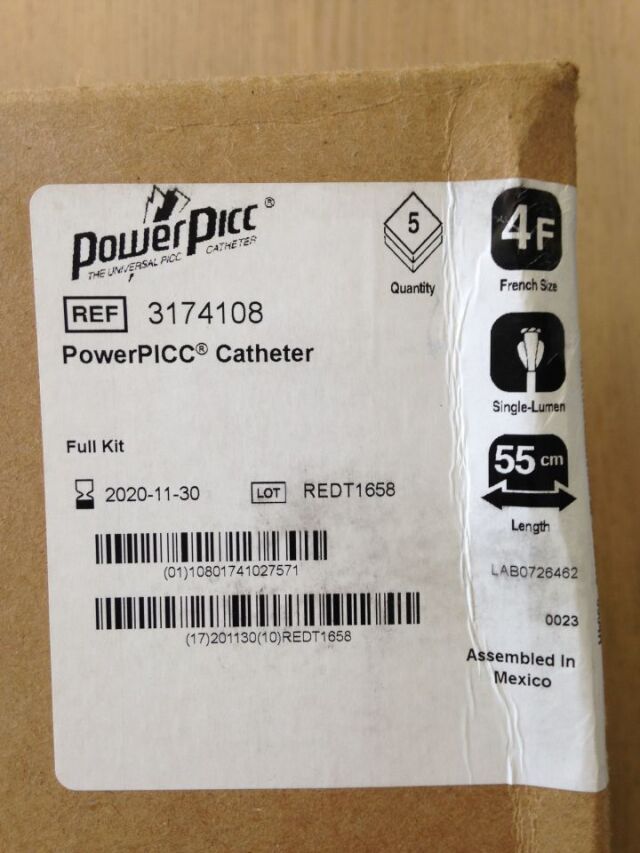 PowerPicc®
THE UNIVERSAL PICC CATHETER
REF 3174108
PowerPICC® Catheter
Full Kit
2020-11-30 LOT REDT1658
(01)10801741027571
(17)201130(10)REDT1658
5
Quantity
4F
French Size
Single-Lumen
55 cm
Length
LAB0726462
0023
Assembled In
Mexico